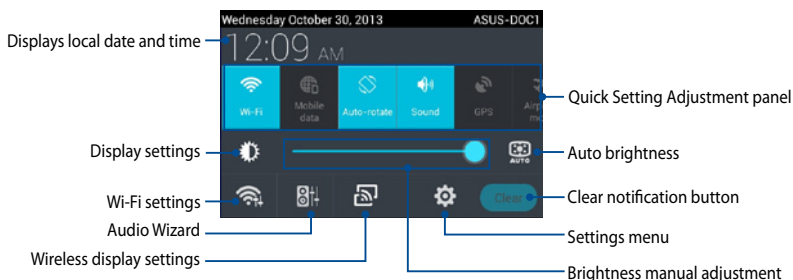 Wednesday October 30, 2013 ASUS-DOC1
Displays local date and time
12:09 AM
Wi-Fi
Mobile data
Auto-rotate
Sound
GPS
Quick Setting Adjustment panel
Display settings
AUTO
Auto brightness
Wi-Fi settings
Clear
Clear notification button
Audio Wizard
Settings menu
Wireless display settings
Brightness manual adjustment